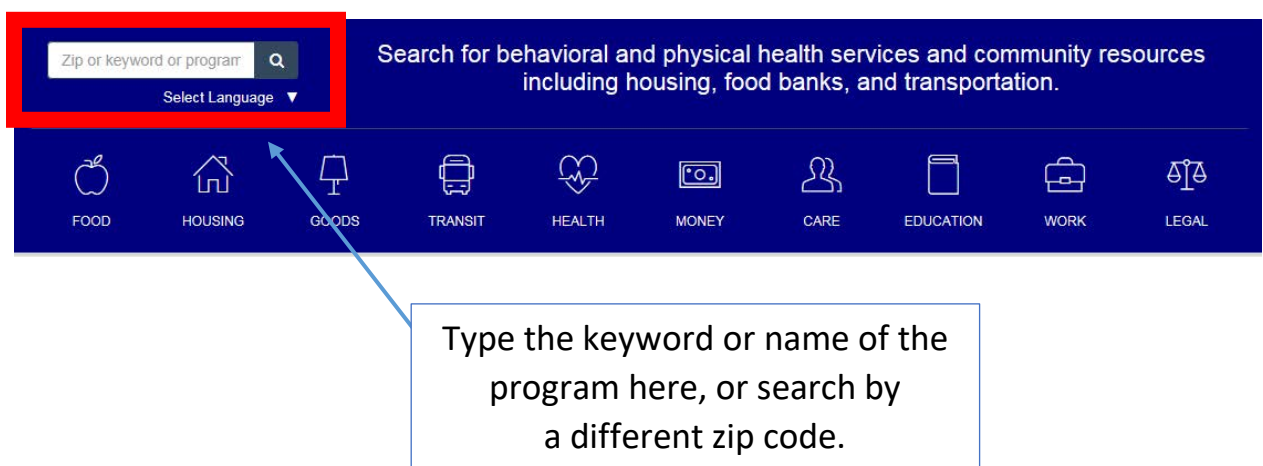 Zip or keyword or program
Select Language ▼
Search for behavioral and physical health services and community resources
including housing, food banks, and transportation.
FOOD HOUSING GOODS TRANSIT HEALTH MONEY CARE EDUCATION WORK LEGAL
Type the keyword or name of the
program here, or search by
a different zip code.